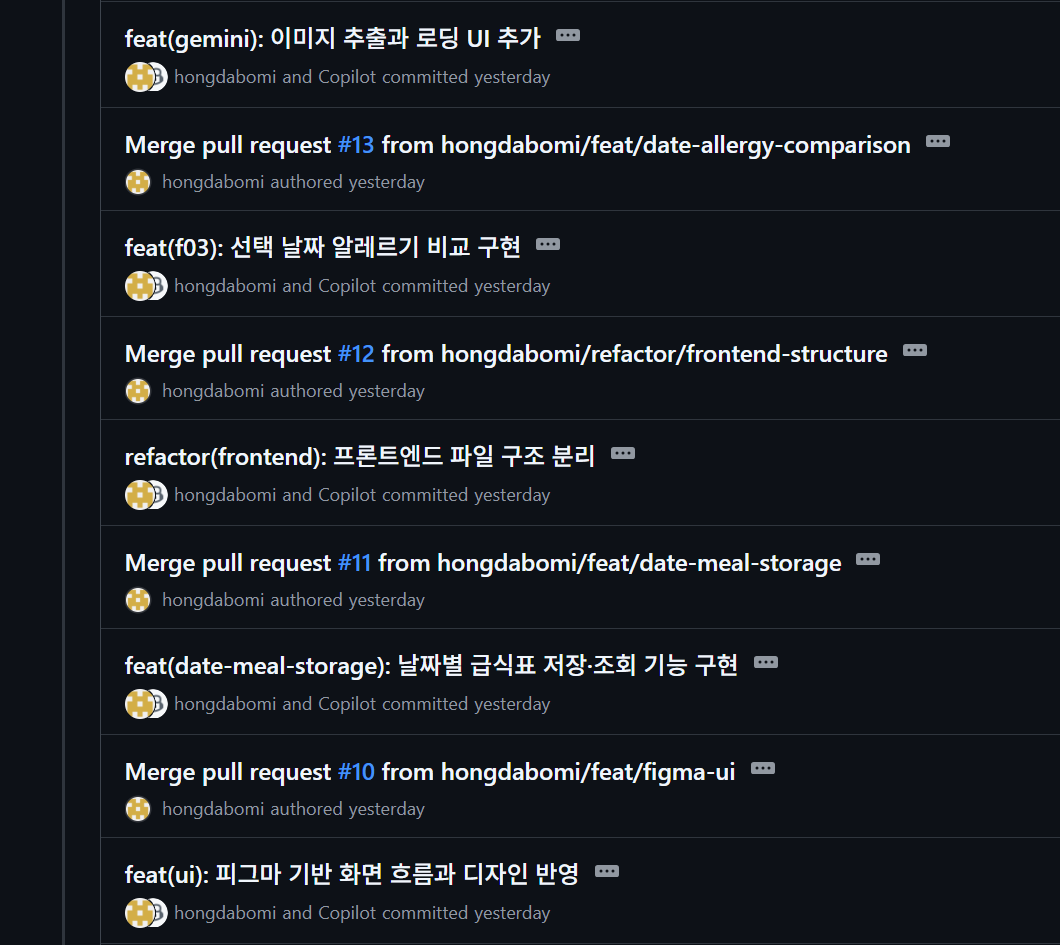 feat(gemini): 이미지 추출과 로딩 UI 추가
hongdabomi and Copilot committed yesterday
Merge pull request #13 from hongdabomi/feat/date-allergy-comparison
hongdabomi authored yesterday
feat(f03): 선택 날짜 알레르기 비교 구현
hongdabomi and Copilot committed yesterday
Merge pull request #12 from hongdabomi/refactor/frontend-structure
hongdabomi authored yesterday
refactor(frontend): 프론트엔드 파일 구조 분리
hongdabomi and Copilot committed yesterday
Merge pull request #11 from hongdabomi/feat/date-meal-storage
hongdabomi authored yesterday
feat(date-meal-storage): 날짜별 급식표 저장·조회 기능 구현
hongdabomi and Copilot committed yesterday
Merge pull request #10 from hongdabomi/feat/figma-ui
hongdabomi authored yesterday
feat(ui): 피그마 기반 화면 흐름과 디자인 반영
hongdabomi and Copilot committed yesterday